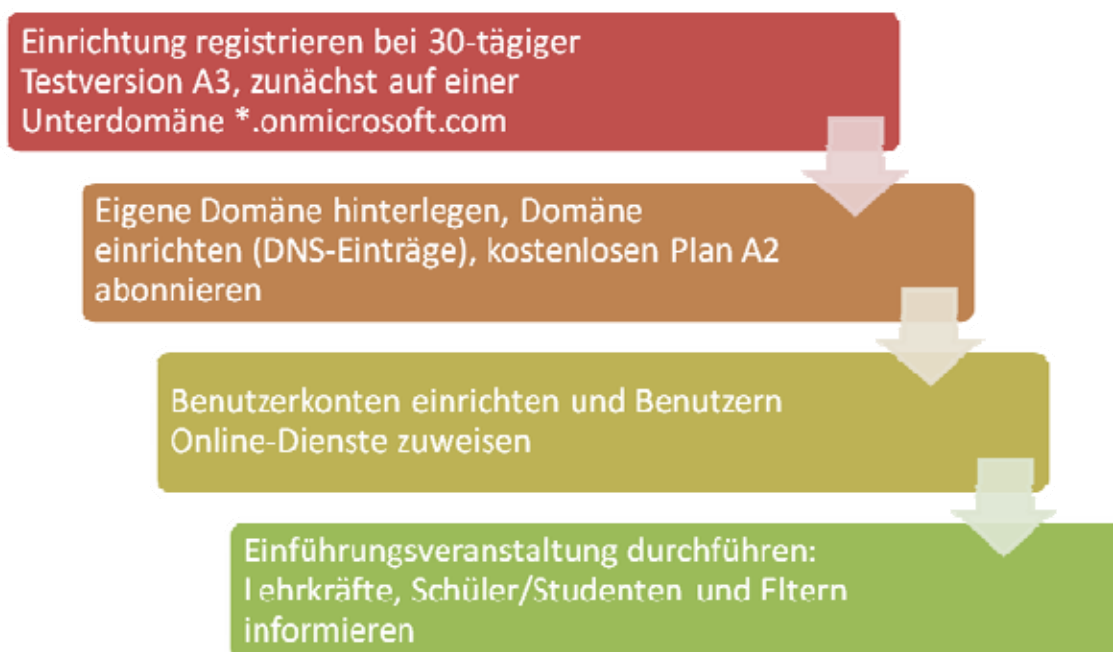 Einrichtung registrieren bei 30-tägiger
Testversion A3, zunächst auf einer
Unterdomäne *.onmicrosoft.com
Eigene Domäne hinterlegen, Domäne
einrichten (DNS-Einträge), kostenlosen Plan A2
abonnieren
Benutzerkonten einrichten und Benutzern
Online-Dienste zuweisen
Einführungsveranstaltung durchführen:
Lehrkräfte, Schüler/Studenten und Eltern
informieren